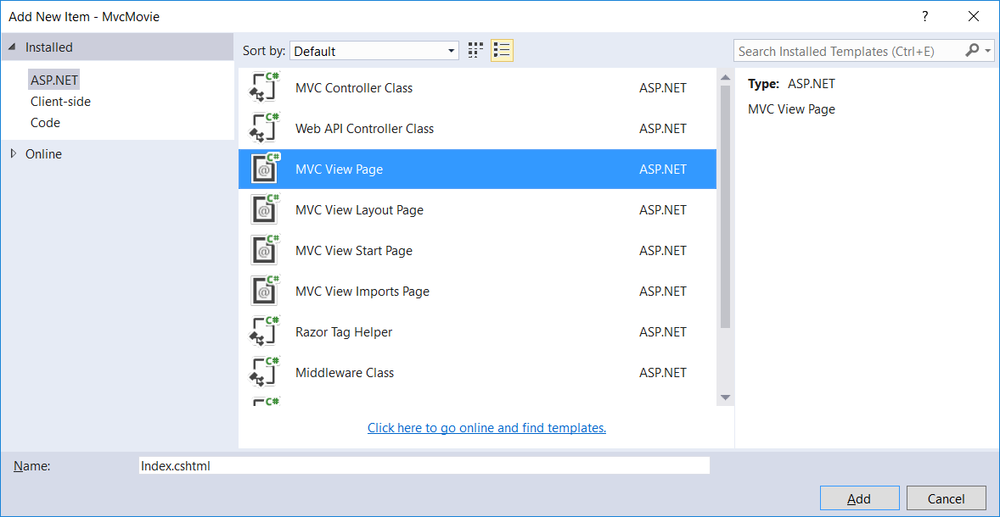 Add New Item - MvcMovie
?
Installed
ASP.NET
Client-side
Code
Online
Sort by: Default
Search Installed Templates (Ctrl+E)
C# MVC Controller Class ASP.NET
C# Web API Controller Class ASP.NET
C# @ MVC View Page ASP.NET
C# @ MVC View Layout Page ASP.NET
C# @ MVC View Start Page ASP.NET
C# @ MVC View Imports Page ASP.NET
C# Razor Tag Helper ASP.NET
C# Middleware Class ASP.NET
C#
Click here to go online and find templates.
Type: ASP.NET
MVC View Page
Name: Index.cshtml
Add Cancel